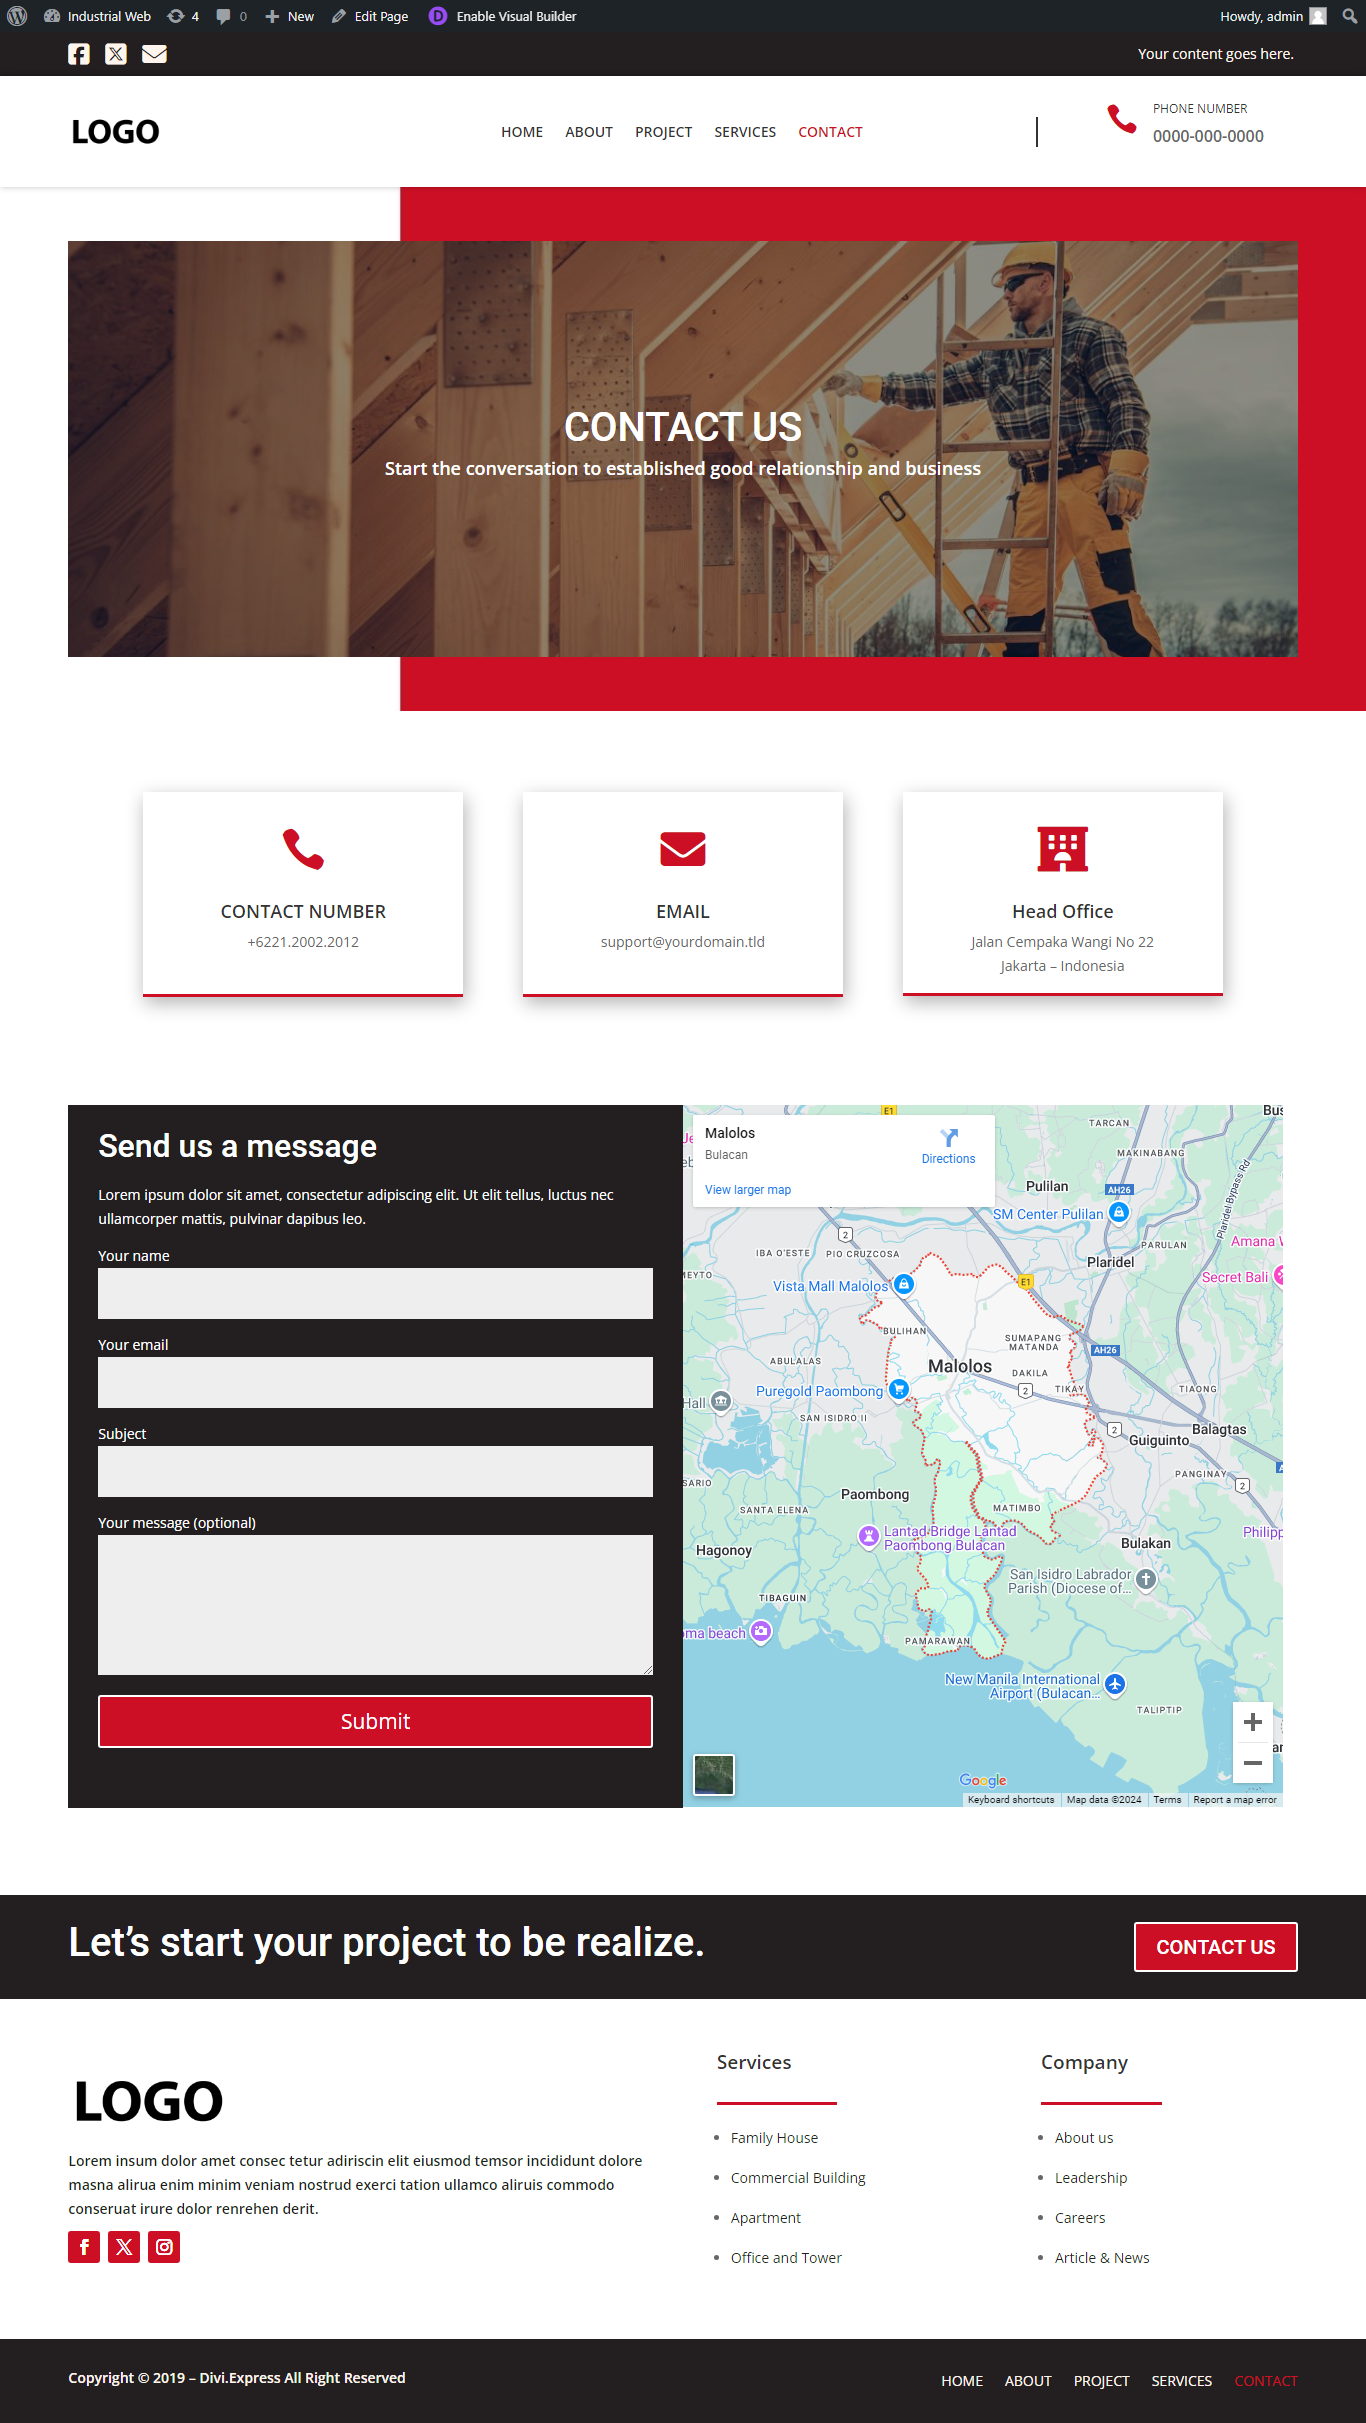 Industrial Web 4 0 New Edit Page Enable Visual Builder Howdy, admin
Your content goes here.
LOGO
HOME ABOUT PROJECT SERVICES CONTACT
PHONE NUMBER
0000-000-0000
CONTACT US
Start the conversation to established good relationship and business
CONTACT NUMBER
+6221.2002.2012
EMAIL
support@yourdomain.tld
Head Office
Jalan Cempaka Wangi No 22
Jakarta – Indonesia
Send us a message
Lorem ipsum dolor sit amet, consectetur adipiscing elit. Ut elit tellus, luctus nec
ullamcorper mattis, pulvinar dapibus leo.
Your name
Your email
Subject
Your message (optional)
Submit
Malolos
Bulacan
Directions
View larger map
E1
TARCAN
MAKINABANG
Pulilan
AH26
SM Center Pulilan
Plaridel Bypass Rd
PARULAN
Amana
2
IBA O'ESTE
PIO CRUZCOSA
Plaridel
Secret Bali
Vista Mall Malolos
E1
BULIHAN
SUMAPANG
MATANDA
AH26
ABULALAS
Malolos
DAKILA
Puregold Paombong
2
TIKAY
TIAONG
Hall
SAN ISIDRO II
2
Guiguinto
Balagtas
PANGINAY
2
Paombong
SANTA ELENA
MATIMBO
Lantad Bridge Lantad
Paombong Bulacan
Hagonoy
Bulakan
San Isidro Labrador
Parish (Diocese of...
TIBAGUIN
PAMARAWAN
New Manila International
Airport (Bulacan...
TALIPTIP
Google
Keyboard shortcuts Map data ©2024 Terms Report a map error
Let’s start your project to be realize.
CONTACT US
LOGO
Lorem insum dolor amet consec tetur adiriscin elit eiusmod temsor incididunt dolore
masna alirua enim minim veniam nostrud exerci tation ullamco aliruis commodo
conseruat irure dolor renrehen derit.
Services
Family House
Commercial Building
Apartment
Office and Tower
Company
About us
Leadership
Careers
Article & News
Copyright © 2019 – Divi.Express All Right Reserved
HOME ABOUT PROJECT SERVICES CONTACT